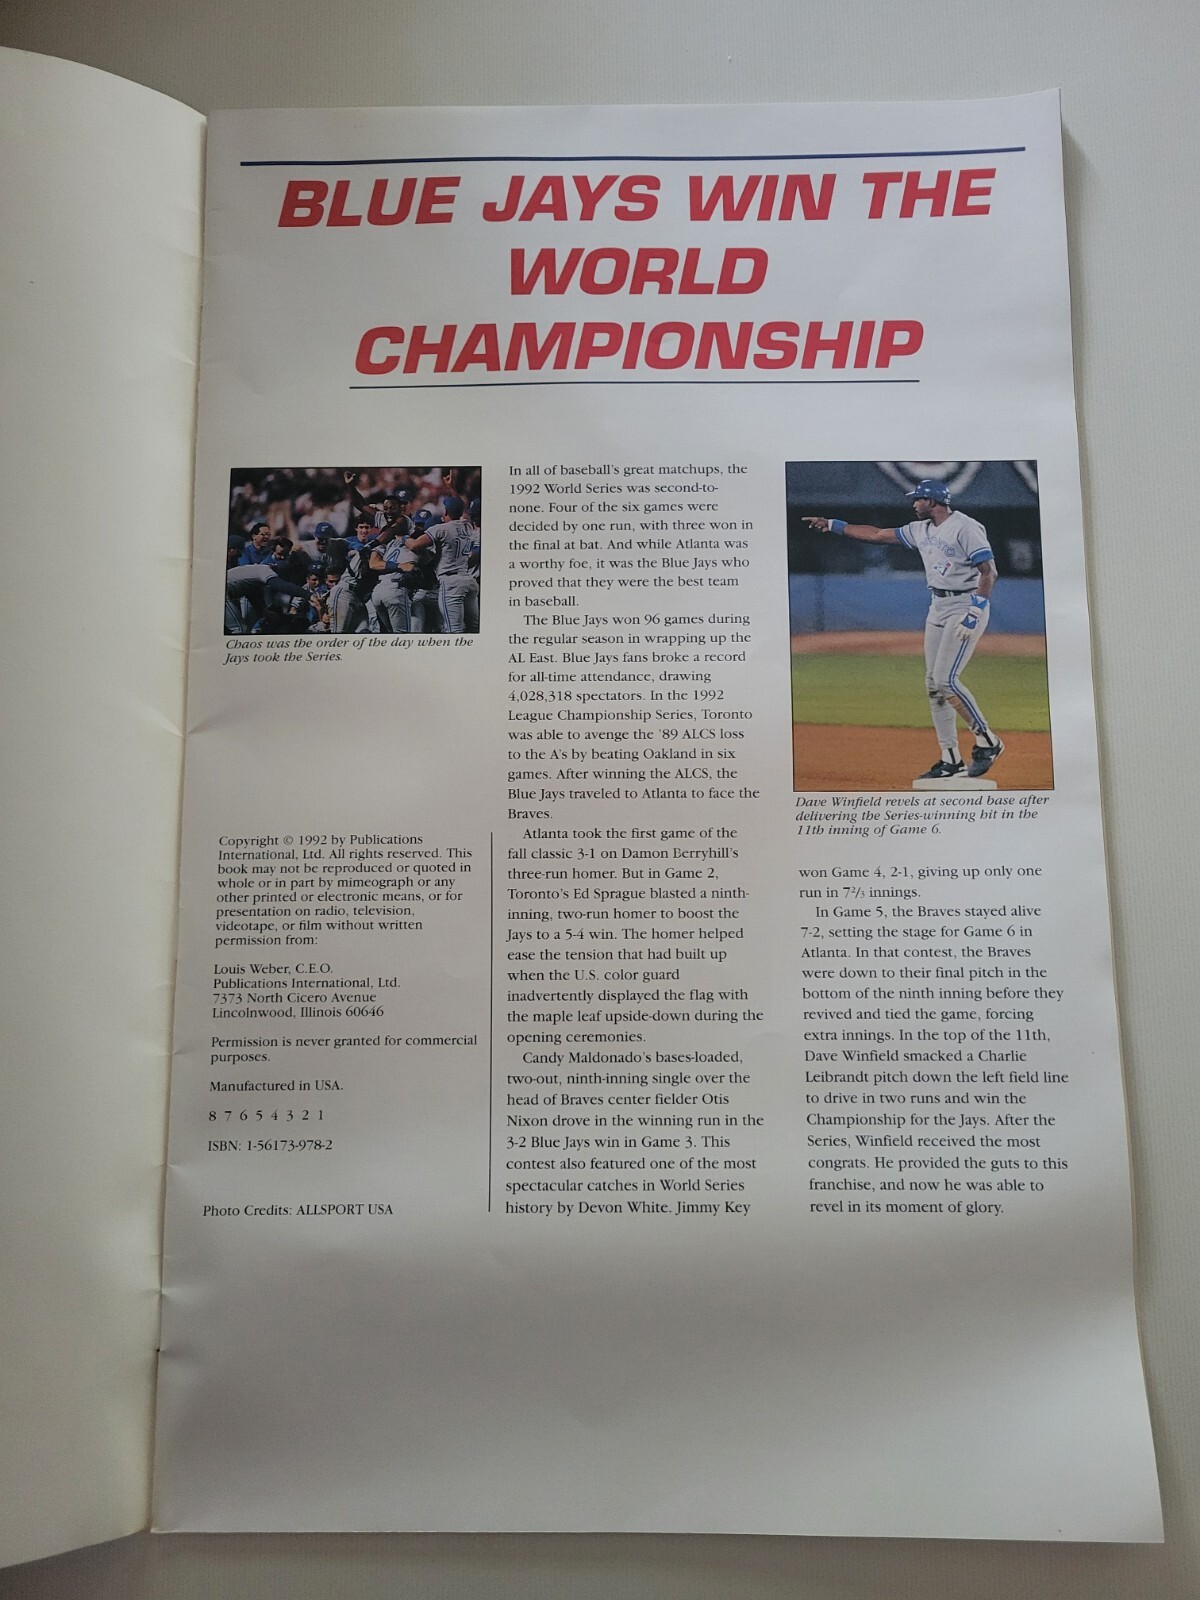 BLUE JAYS WIN THE
WORLD
CHAMPIONSHIP
Chaos was the order of the day when the
Jays took the Series.
Copyright © 1992 by Publications
International, Ltd. All rights reserved. This
book may not be reproduced or quoted in
whole or in part by mimeograph or any
other printed or electronic means, or for
presentation on radio, television,
videotape, or film without written
permission from:
Louis Weber, C.E.O.
Publications International, Ltd.
7373 North Cicero Avenue
Lincolnwood, Illinois 60646
Permission is never granted for commercial
purposes.
Manufactured in USA.
8 7 6 5 4 3 2 1
ISBN: 1-56173-978-2
Photo Credits: ALLSPORT USA
In all of baseball's great matchups, the
1992 World Series was second-to-
none. Four of the six games were
decided by one run, with three won in
the final at bat. And while Atlanta was
a worthy foe, it was the Blue Jays who
proved that they were the best team
in baseball.
The Blue Jays won 96 games during
the regular season in wrapping up the
AL East. Blue Jays fans broke a record
for all-time attendance, drawing
4,028,318 spectators. In the 1992
League Championship Series, Toronto
was able to avenge the '89 ALCS loss
to the A's by beating Oakland in six
games. After winning the ALCS, the
Blue Jays traveled to Atlanta to face the
Braves.
Atlanta took the first game of the
fall classic 3-1 on Damon Berryhill's
three-run homer. But in Game 2,
Toronto's Ed Sprague blasted a ninth-
inning, two-run homer to boost the
Jays to a 5-4 win. The homer helped
ease the tension that had built up
when the U.S. color guard
inadvertently displayed the flag with
the maple leaf upside-down during the
opening ceremonies.
Candy Maldonado's bases-loaded,
two-out, ninth-inning single over the
head of Braves center fielder Otis
Nixon drove in the winning run in the
3-2 Blue Jays win in Game 3. This
contest also featured one of the most
spectacular catches in World Series
history by Devon White. Jimmy Key
TORONTO
Dave Winfield revels at second base after
delivering the Series-winning hit in the
11th inning of Game 6.
won Game 4, 2-1, giving up only one
run in 7⅔ innings.
In Game 5, the Braves stayed alive
7-2, setting the stage for Game 6 in
Atlanta. In that contest, the Braves
were down to their final pitch in the
bottom of the ninth inning before they
revived and tied the game, forcing
extra innings. In the top of the 11th,
Dave Winfield smacked a Charlie
Leibrandt pitch down the left field line
to drive in two runs and win the
Championship for the Jays. After the
Series, Winfield received the most
congrats. He provided the guts to this
franchise, and now he was able to
revel in its moment of glory.